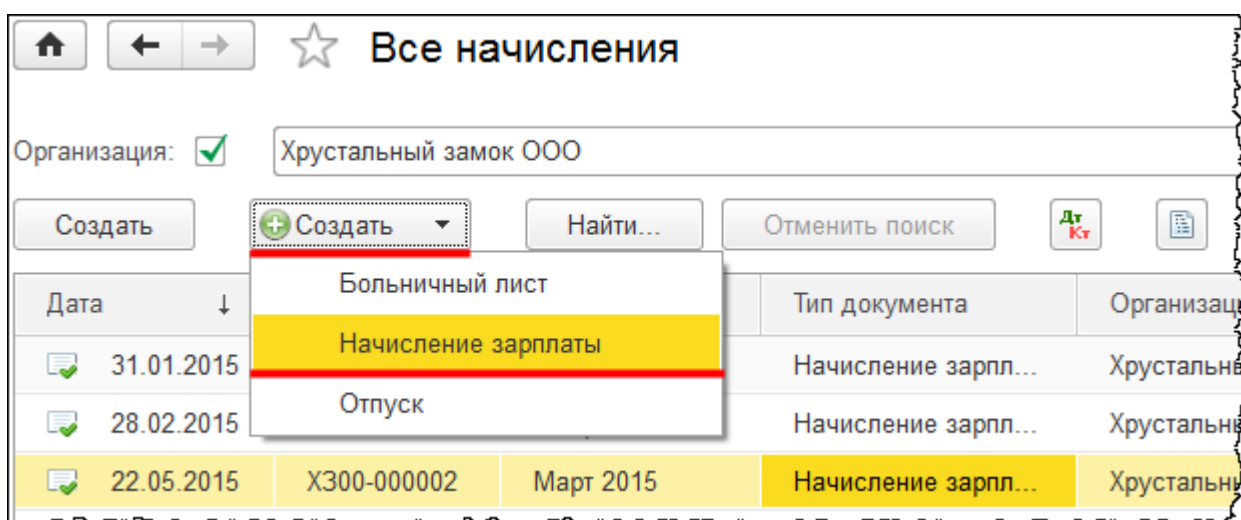 Все начисления
Организация: Хрустальный замок ООО
Создать Создать Найти... Отменить поиск Дт Кт
Больничный лист
Дата Тип документа Организац
Начисление зарплаты
31.01.2015 Начисление зарпл... Хрустальн
Отпуск
28.02.2015 Начисление зарпл... Хрустальн
22.05.2015 ХЗ00-000002 Март 2015 Начисление зарпл... Хрустальн